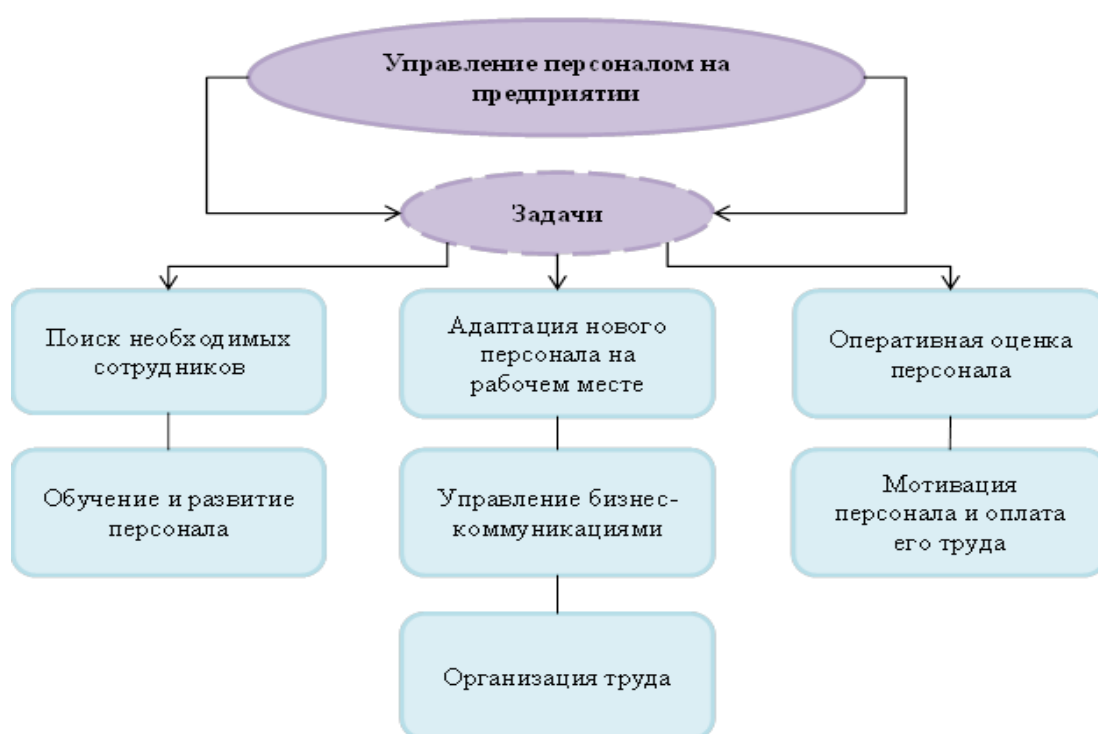 Управление персоналом на
предприятии
Задачи
Поиск необходимых
сотрудников
Адаптация нового
персонала на
рабочем месте
Оперативная оценка
персонала
Обучение и развитие
персонала
Управление бизнес-
коммуникациями
Мотивация
персонала и оплата
его труда
Организация труда